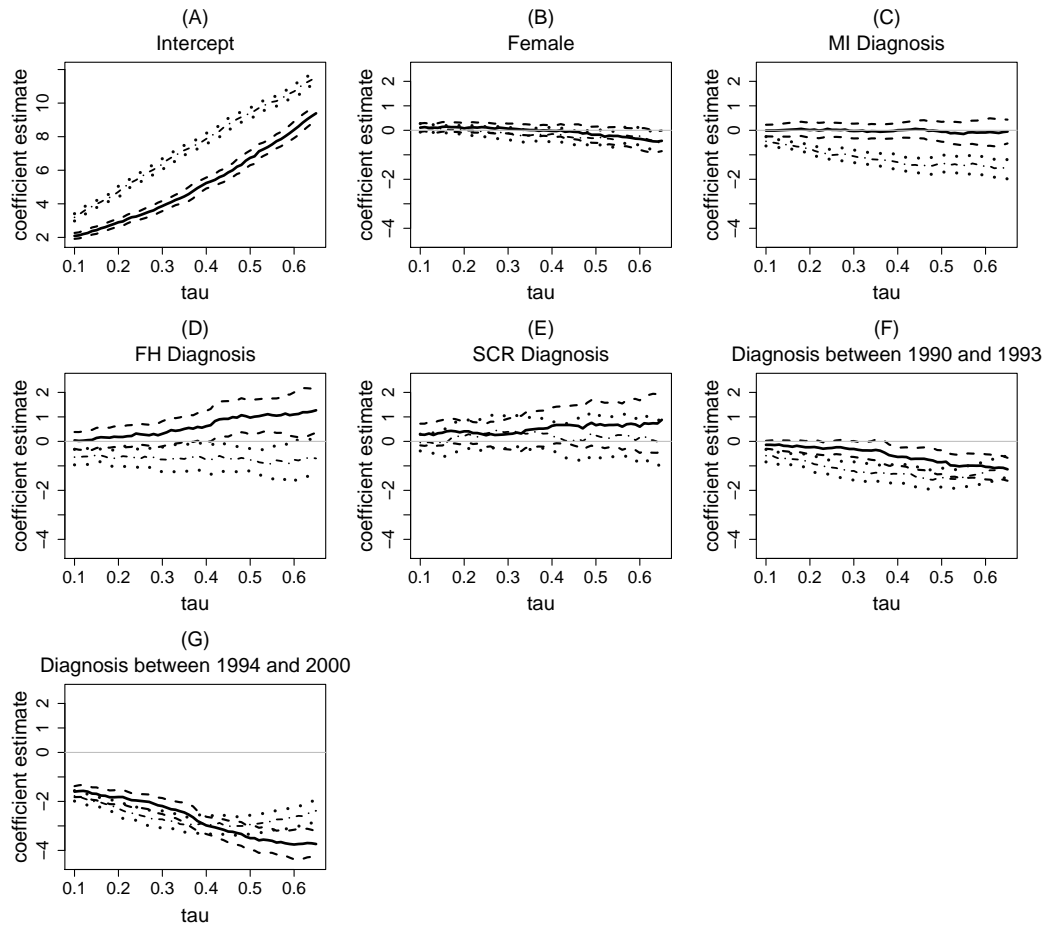 (A)
Intercept
coefficient estimate
2 4 6 8 10
0.1 0.2 0.3 0.4 0.5 0.6
tau
(B)
Female
coefficient estimate
−4 −2 0 1 2
0.1 0.2 0.3 0.4 0.5 0.6
tau
(C)
MI Diagnosis
coefficient estimate
−4 −2 0 1 2
0.1 0.2 0.3 0.4 0.5 0.6
tau
(D)
FH Diagnosis
coefficient estimate
−4 −2 0 1 2
0.1 0.2 0.3 0.4 0.5 0.6
tau
(E)
SCR Diagnosis
coefficient estimate
−4 −2 0 1 2
0.1 0.2 0.3 0.4 0.5 0.6
tau
(F)
Diagnosis between 1990 and 1993
coefficient estimate
−4 −2 0 1 2
0.1 0.2 0.3 0.4 0.5 0.6
tau
(G)
Diagnosis between 1994 and 2000
coefficient estimate
−4 −2 0 1 2
0.1 0.2 0.3 0.4 0.5 0.6
tau